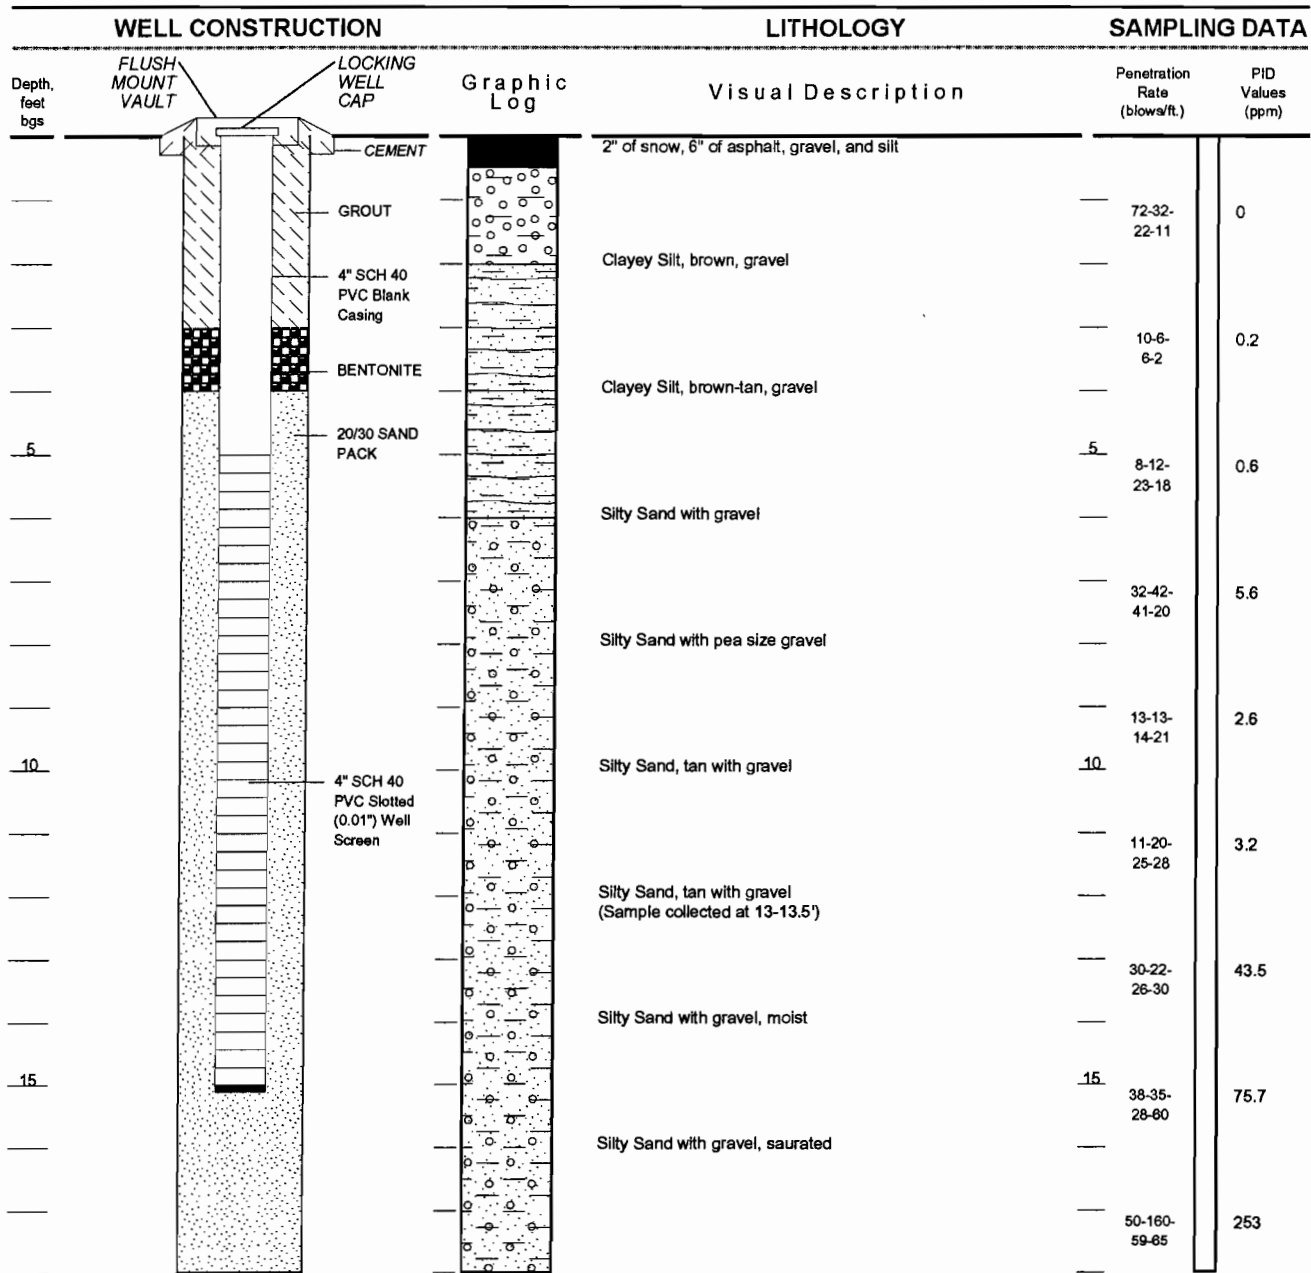 WELL CONSTRUCTION
LITHOLOGY
SAMPLING DATA
Depth,
feet
bgs
FLUSH
MOUNT
VAULT
LOCKING
WELL
CAP
Graphic
Log
Visual Description
Penetration
Rate
(blows/ft.)
PID
Values
(ppm)
CEMENT
2" of snow, 6" of asphalt, gravel, and silt
GROUT
72-32-
22-11
0
Clayey Silt, brown, gravel
4" SCH 40
PVC Blank
Casing
10-6-
6-2
0.2
BENTONITE
Clayey Silt, brown-tan, gravel
20/30 SAND
PACK
5
5
8-12-
23-18
0.6
Silty Sand with gravel
32-42-
41-20
5.6
Silty Sand with pea size gravel
13-13-
14-21
2.6
10
Silty Sand, tan with gravel
10
4" SCH 40
PVC Slotted
(0.01") Well
Screen
11-20-
25-28
3.2
Silty Sand, tan with gravel
(Sample collected at 13-13.5')
30-22-
26-30
43.5
Silty Sand with gravel, moist
15
15
38-35-
28-60
75.7
Silty Sand with gravel, saurated
50-160-
59-65
253